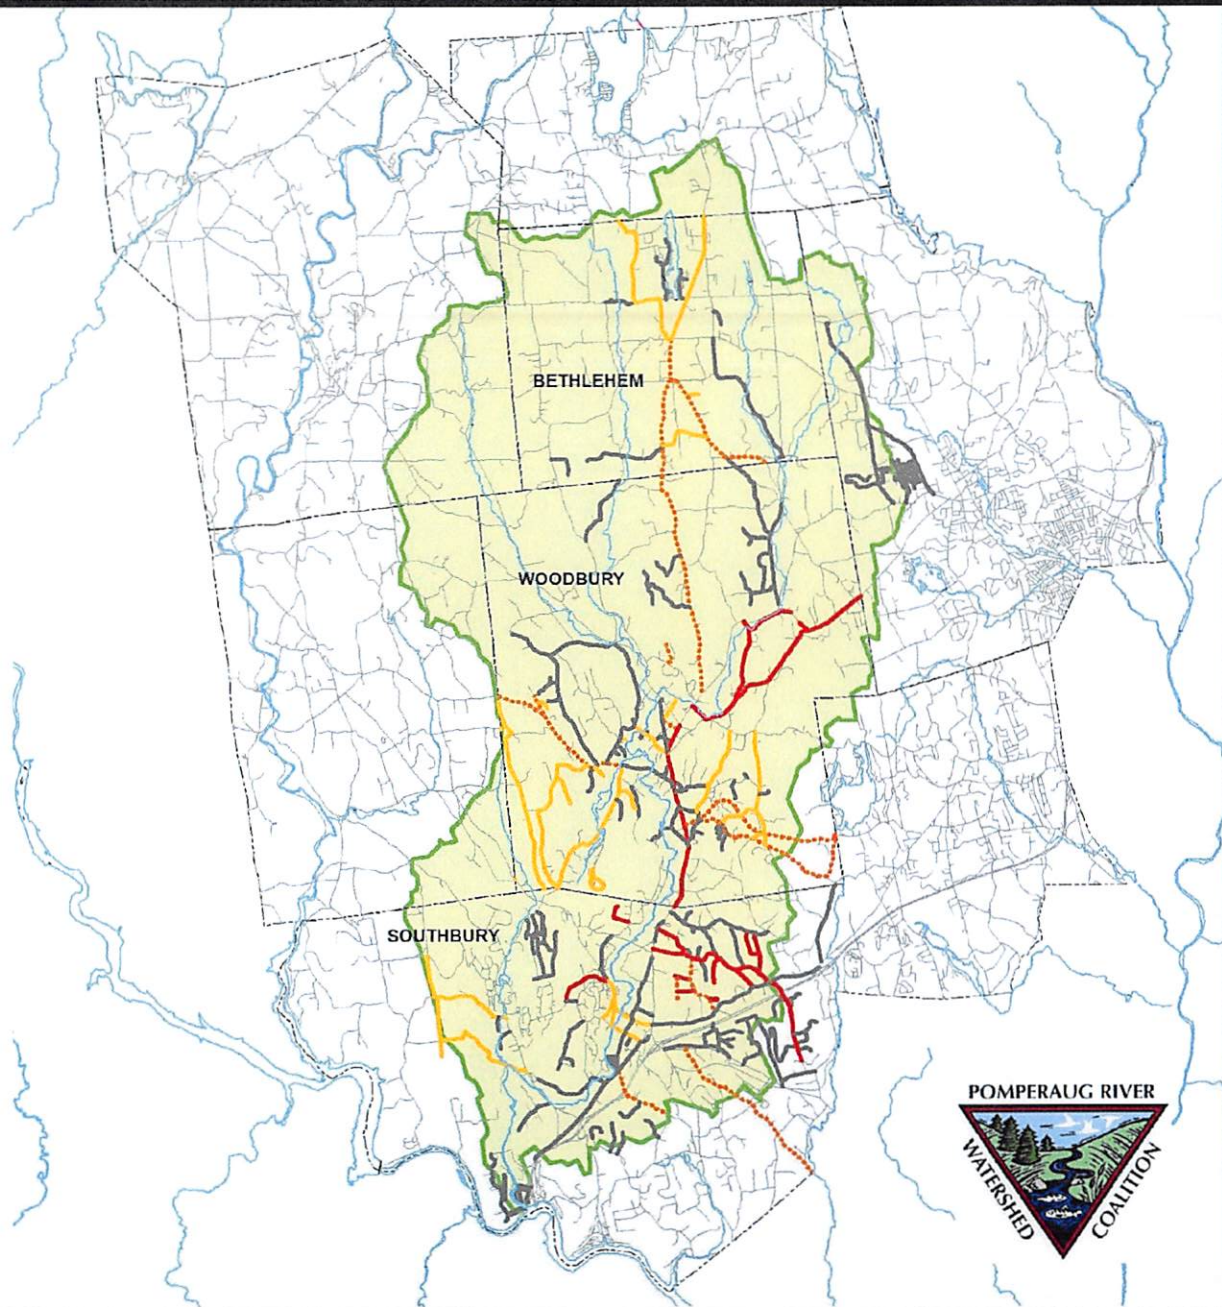 BETHLEHEM
WOODBURY
SOUTHBURY
POMPERAUG RIVER
WATERSHED
COALITION